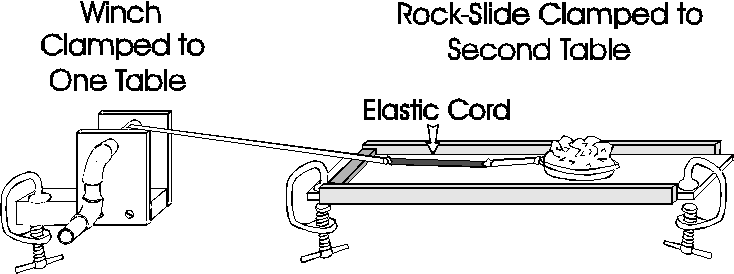 Winch
Clamped to
One Table
Rock-Slide Clamped to
Second Table
Elastic Cord